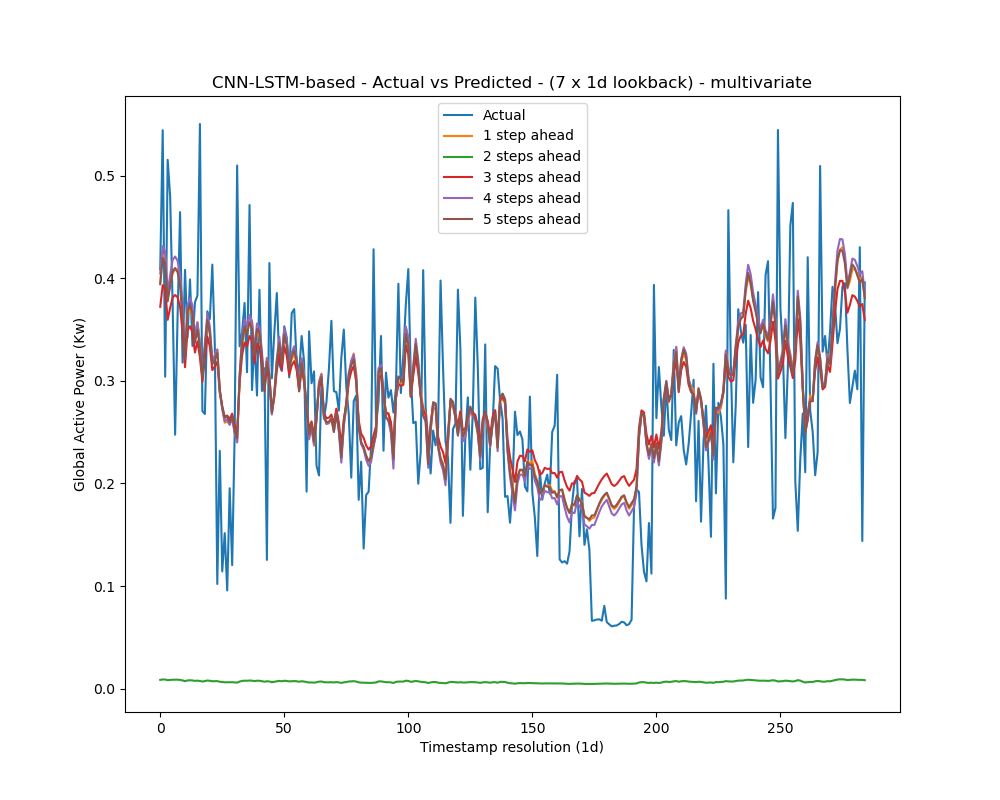 CNN-LSTM-based - Actual vs Predicted - (7 x 1d lookback) - multivariate
Actual
1 step ahead
2 steps ahead
3 steps ahead
4 steps ahead
5 steps ahead
Global Active Power (Kw)
0.5
0.4
0.3
0.2
0.1
0.0
0 50 100 150 200 250
Timestamp resolution (1d)